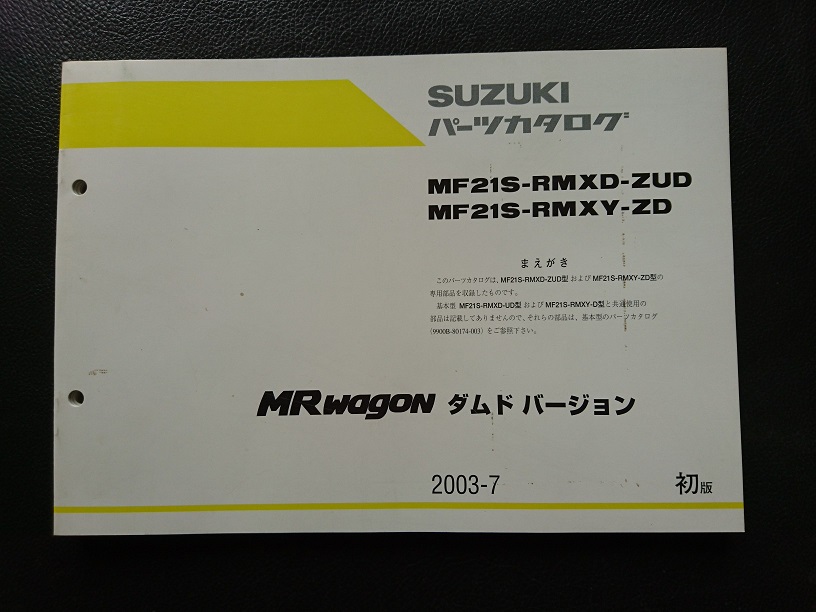 SUZUKI
パーツカタログ
MF21S-RMXD-ZUD
MF21S-RMXY-ZD
まえがき
このパーツカタログは、MF21S-RMXD-ZUD型 および MF21S-RMXY-ZD型の
専用部品を収録したものです。
基本型 MF21S-RMXD-UD型 および MF21S-RMXY-D型と共通使用の
部品は記載してありませんので、それらの部品は、基本型のパーツカタログ
(9900B-80174-003) をご参照下さい。
MRwagon ダムド バージョン
2003-7 初版